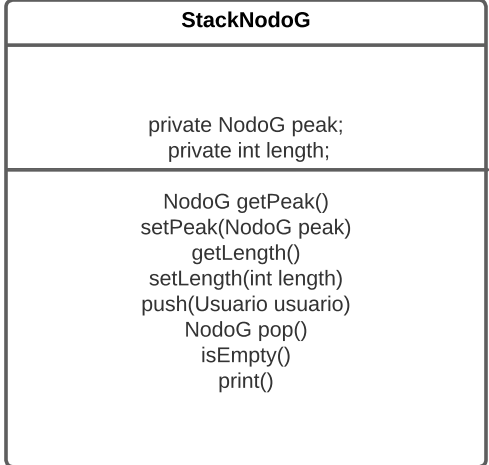 StackNodoG
private NodoG peak;
private int length;
NodoG getPeak()
setPeak(NodoG peak)
getLength()
setLength(int length)
push(Usuario usuario)
NodoG pop()
isEmpty()
print()